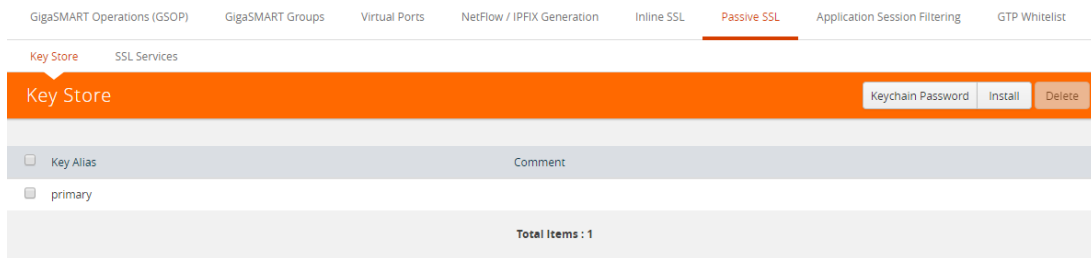 GigaSMART Operations (GSOP) GigaSMART Groups Virtual Ports NetFlow / IPFIX Generation Inline SSL Passive SSL Application Session Filtering GTP Whitelist
Key Store SSL Services
Key Store Keychain Password Install Delete
Key Alias Comment
primary
Total Items : 1